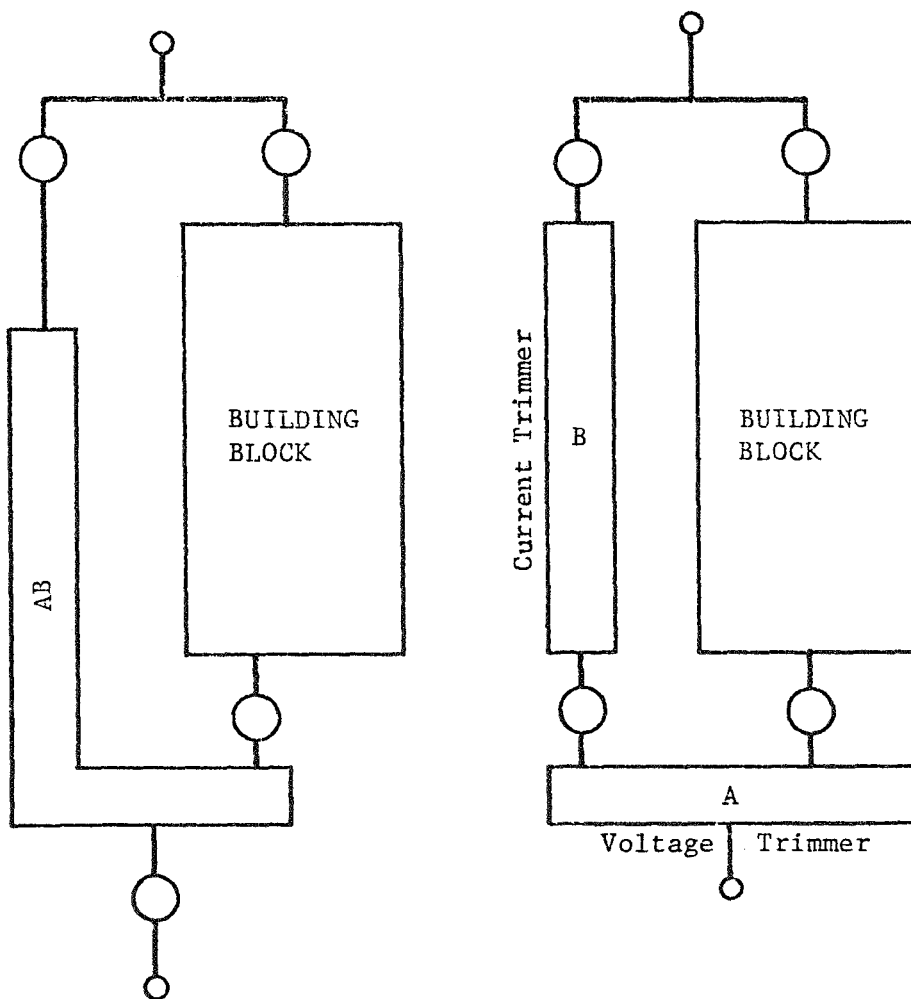 BUILDING
BLOCK
AB
Current Trimmer
B
BUILDING
BLOCK
A
Voltage Trimmer